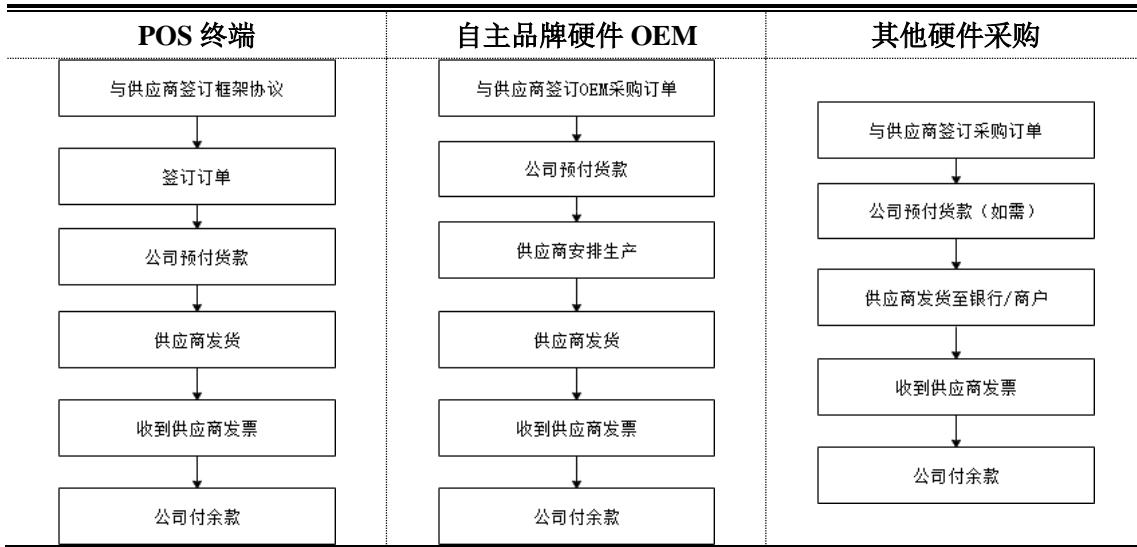 POS 终端
与供应商签订框架协议
签订订单
公司预付货款
供应商发货
收到供应商发票
公司付余款
自主品牌硬件 OEM
与供应商签订OEM采购订单
公司预付货款
供应商安排生产
供应商发货
收到供应商发票
公司付余款
其他硬件采购
与供应商签订采购订单
公司预付货款（如需）
供应商发货至银行/商户
收到供应商发票
公司付余款